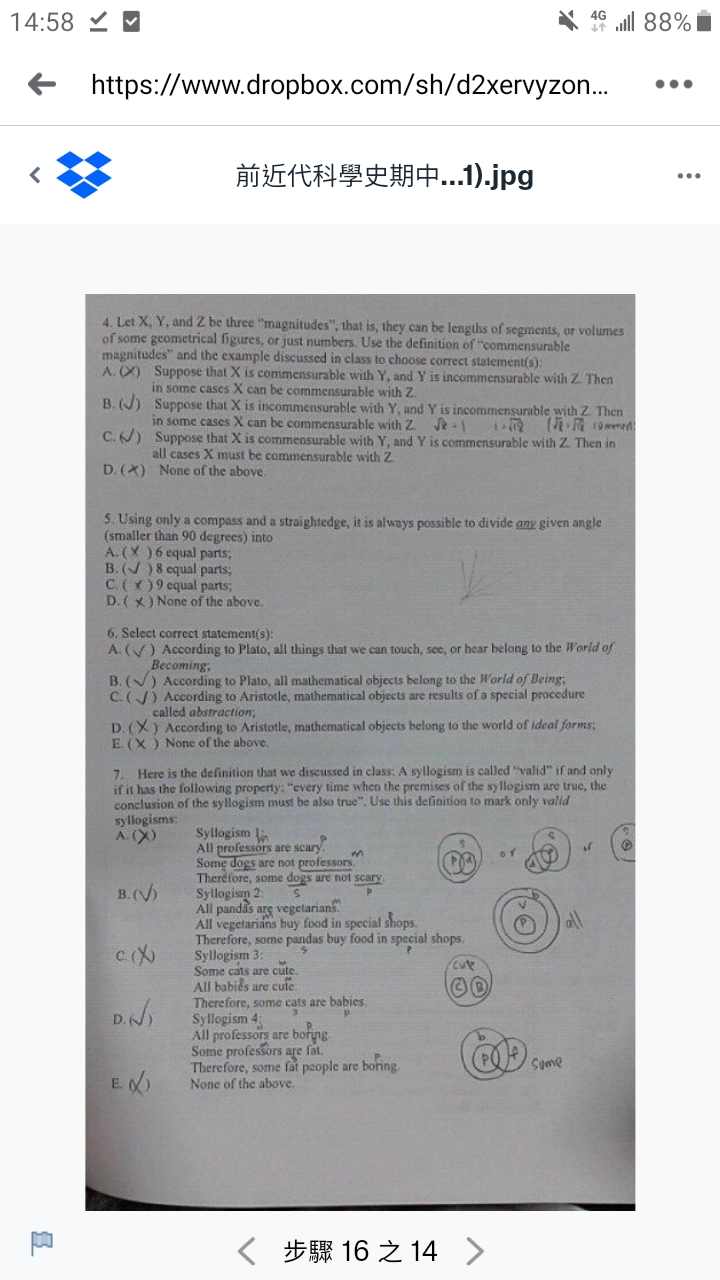 14:58
4G
88%
https://www.dropbox.com/sh/d2xervyzon...
前近代科學史期中...1).jpg
4. Let X, Y, and Z be three "magnitudes", that is, they can be lengths of segments, or volumes
of some geometrical figures, or just numbers. Use the definition of "commensurable
magnitudes" and the example discussed in class to choose correct statement(s):
A. (X) Suppose that X is commensurable with Y, and Y is incommensurable with Z. Then
in some cases X can be commensurable with Z.
B. (✓) Suppose that X is incommensurable with Y, and Y is incommensurable with Z. Then
in some cases X can be commensurable with Z.
C. (✓) Suppose that X is commensurable with Y, and Y is commensurable with Z. Then in
all cases X must be commensurable with Z.
D. (X) None of the above.
5. Using only a compass and a straightedge, it is always possible to divide any given angle
(smaller than 90 degrees) into
A. (X) 6 equal parts;
B. (✓) 8 equal parts;
C. (X) 9 equal parts;
D. (X) None of the above.
6. Select correct statement(s):
A. (✓) According to Plato, all things that we can touch, see, or hear belong to the World of
Becoming;
B. (✓) According to Plato, all mathematical objects belong to the World of Being;
C. (✓) According to Aristotle, mathematical objects are results of a special procedure
called abstraction;
D. (X) According to Aristotle, mathematical objects belong to the world of ideal forms;
E. (X) None of the above.
7. Here is the definition that we discussed in class: A syllogism is called "valid" if and only
if it has the following property: "every time when the premises of the syllogism are true, the
conclusion of the syllogism must be also true". Use this definition to mark only valid
syllogisms:
A. (X) Syllogism 1:
All professors are scary.
Some dogs are not professors.
Therefore, some dogs are not scary.
or
B. (✓) Syllogism 2:
All pandas are vegetarians.
All vegetarians buy food in special shops.
Therefore, some pandas buy food in special shops.
all
C. (X) Syllogism 3:
Some cats are cute.
All babies are cute.
Therefore, some cats are babies.
cute
C B
D. (✓) Syllogism 4:
All professors are boring.
Some professors are fat.
Therefore, some fat people are boring.
b
P f
some
E. (X) None of the above.
步驟 16 之 14